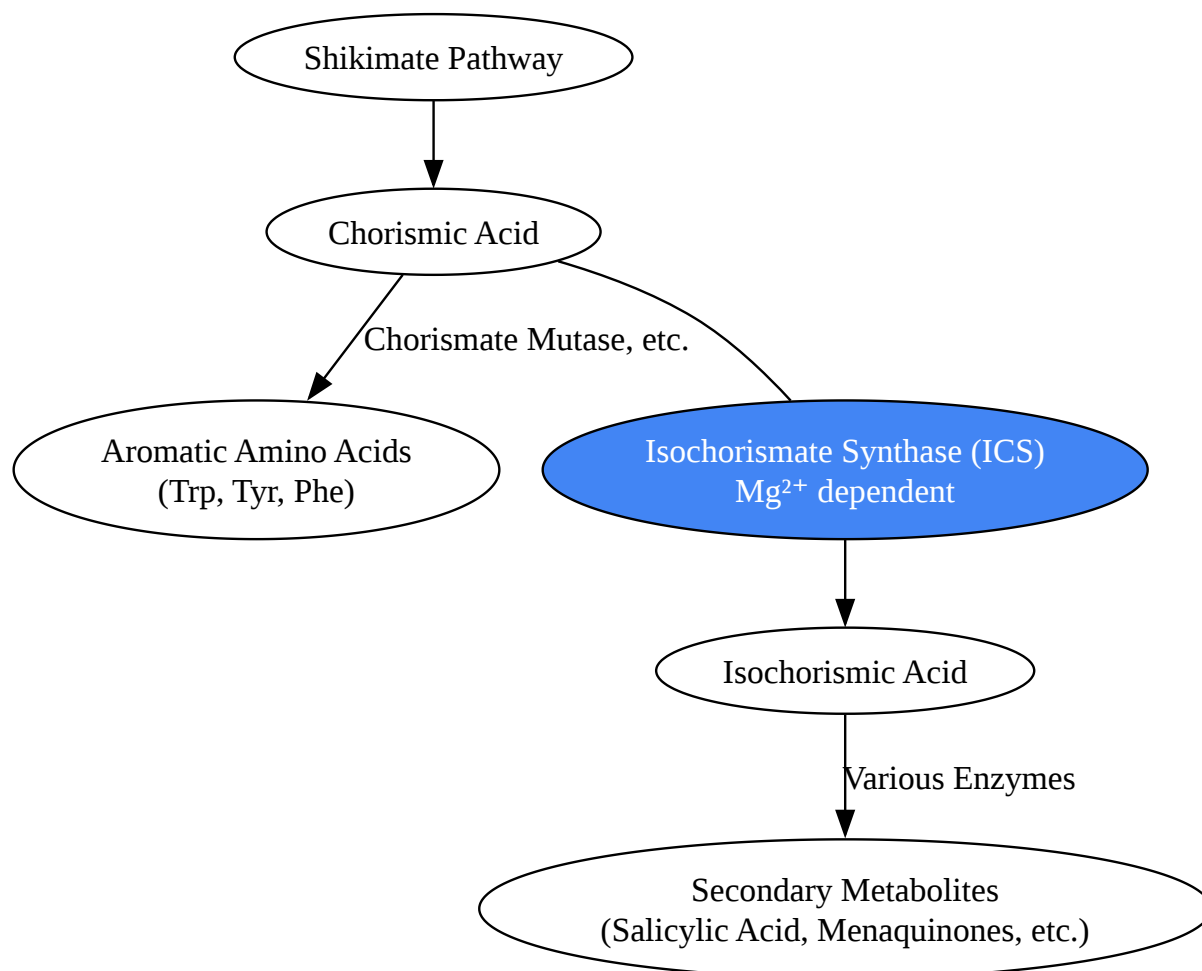 Shikimate Pathway
Chorismic Acid
Chorismate Mutase, etc.
Aromatic Amino Acids
(Trp, Tyr, Phe)
Isochorismate Synthase (ICS)
Mg²⁺ dependent
Isochorismic Acid
Various Enzymes
Secondary Metabolites
(Salicylic Acid, Menaquinones, etc.)